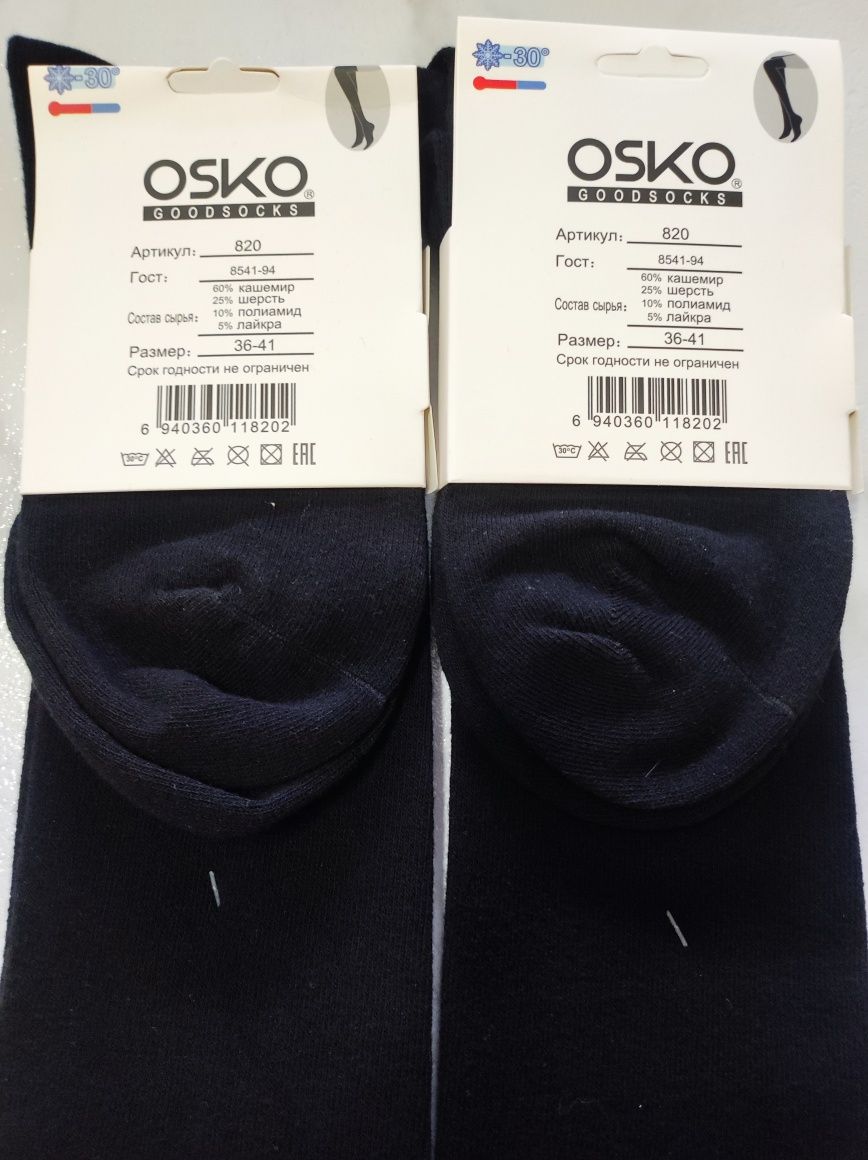 -30°
OSKO®
GOODSOCKS
Артикул: 820
Гост: 8541-94
Состав сырья: 60% кашемир
25% шерсть
10% полиамид
5% лайкра
Размер: 36-41
Срок годности не ограничен
6 940360 118202
30°C EAC
-30°
OSKO®
GOODSOCKS
Артикул: 820
Гост: 8541-94
Состав сырья: 60% кашемир
25% шерсть
10% полиамид
5% лайкра
Размер: 36-41
Срок годности не ограничен
6 940360 118202
30°C EAC